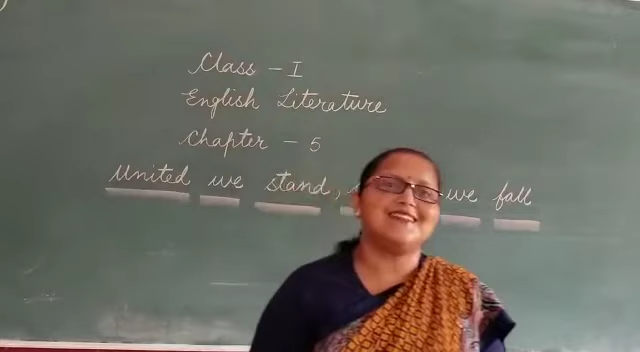 Class - I
English Literature
Chapter - 5
United we stand, we fall